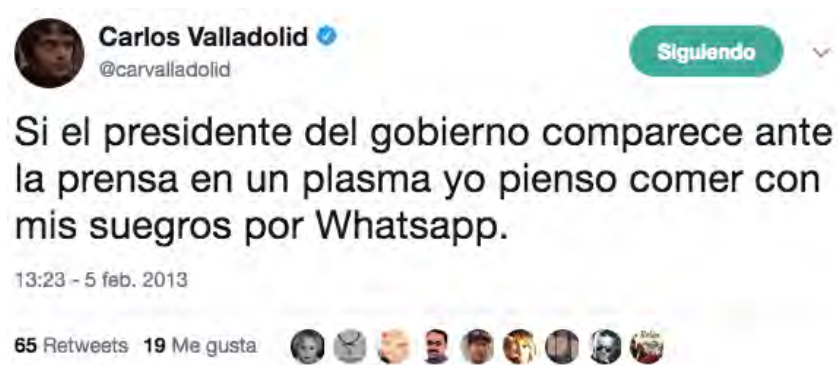 Carlos Valladolid
@carvalladolid
Siguiendo
Si el presidente del gobierno comparece ante
la prensa en un plasma yo pienso comer con
mis suegros por Whatsapp.
13:23 - 5 feb. 2013
65 Retweets 19 Me gusta